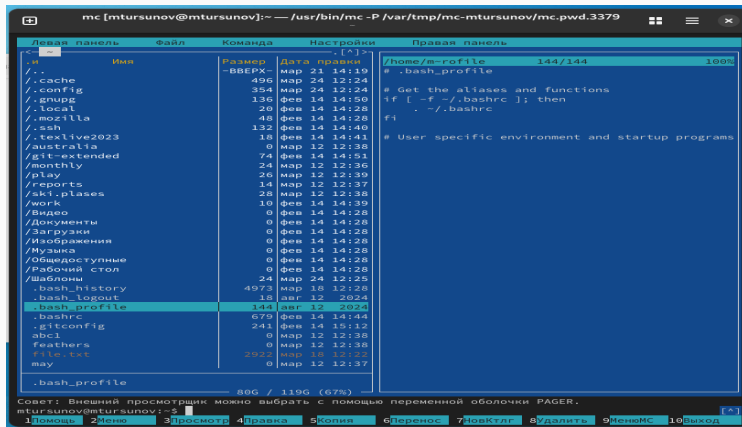 mc [mtursunov@mtursunov]:~ — /usr/bin/mc -P /var/tmp/mc-mtursunov/mc.pwd.3379
Левая панель Файл Команда Настройки Правая панель
<— ~ —.[^]>
.и Имя Размер Дата правки
/.. -ВВЕРХ- мар 21 14:19
/.cache 496 мар 24 12:24
/.config 354 мар 24 12:24
/.gnupg 136 фев 14 14:50
/.local 20 фев 14 14:28
/.mozilla 48 фев 14 14:28
/.ssh 132 фев 14 14:40
/.texlive2023 18 фев 14 14:41
/australia 0 мар 12 12:38
/git-extended 74 фев 14 14:51
/monthly 24 мар 12 12:36
/play 26 мар 12 12:39
/reports 14 мар 12 12:37
/ski.plases 28 мар 12 12:38
/work 10 фев 14 14:39
/Видео 0 фев 14 14:28
/Документы 0 фев 14 14:28
/Загрузки 0 фев 14 14:28
/Изображения 0 фев 14 14:28
/Музыка 0 фев 14 14:28
/Общедоступные 0 фев 14 14:28
/Рабочий стол 0 фев 14 14:28
/Шаблоны 24 мар 24 12:25
.bash_history 4973 мар 18 12:28
.bash_logout 18 авг 12 2024
.bash_profile 144 авг 12 2024
.bashrc 679 фев 14 14:44
.gitconfig 241 фев 14 15:12
abc1 0 мар 12 12:38
feathers 0 мар 12 12:38
file.txt 2922 мар 18 12:22
may 0 мар 12 12:37
.bash_profile
80G / 119G (67%)
/home/m~rofile 144/144 100%
# .bash_profile
# Get the aliases and functions
if [ -f ~/.bashrc ]; then
. ~/.bashrc
fi
# User specific environment and startup programs
Совет: Внешний просмотрщик можно выбрать с помощью переменной оболочки PAGER.
mtursunov@mtursunov:~$ [^]
1Помощь 2Меню 3Просмотр 4Правка 5Копия 6Перенос 7НовКтлг 8Удалить 9МенюМС 10Выход